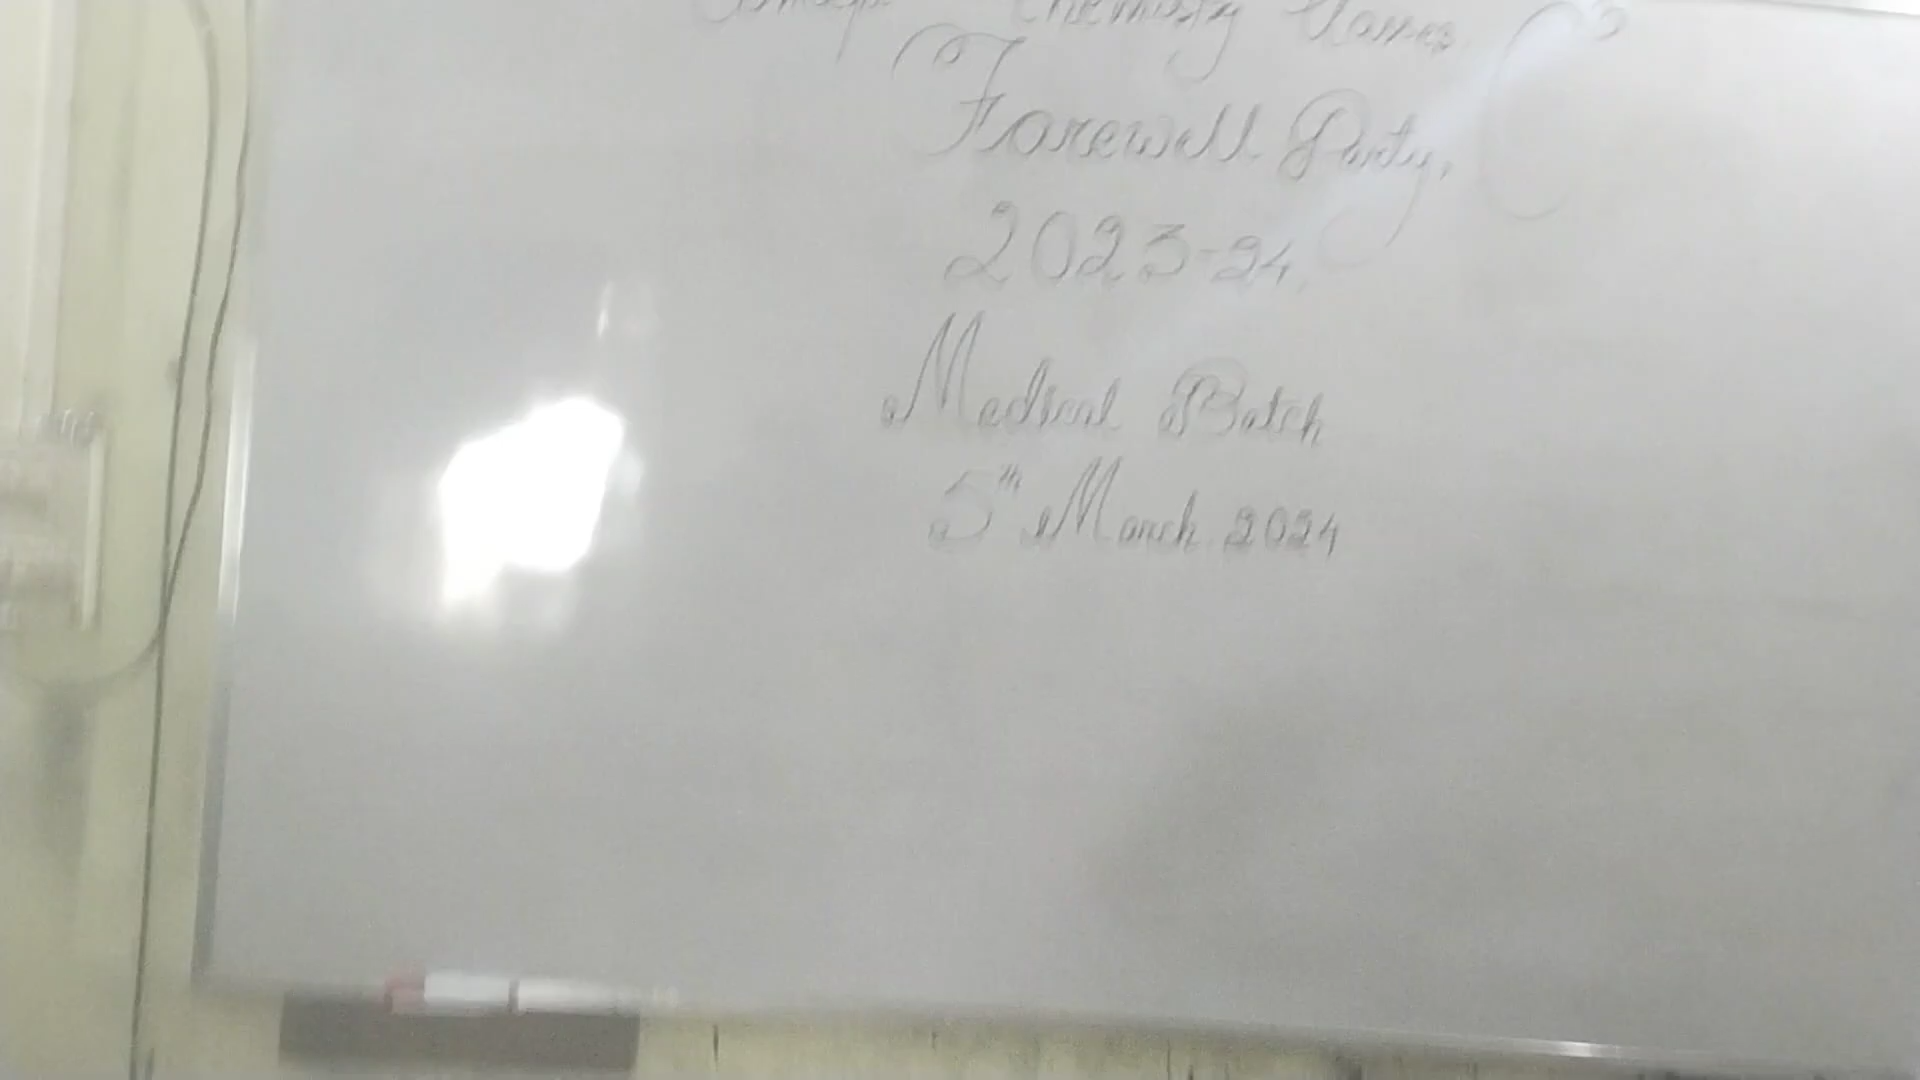 Chemistry Classes
Farewell Party.
2023-24.
Medical Batch
5th March 2024